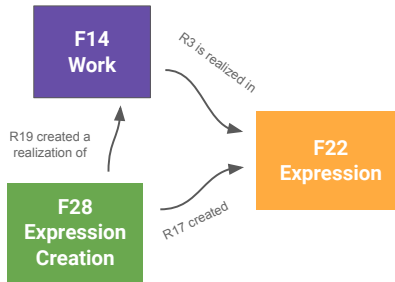 F14
Work
R3 is realized in
R19 created a
realization of
F22
Expression
F28
Expression
Creation
R17 created